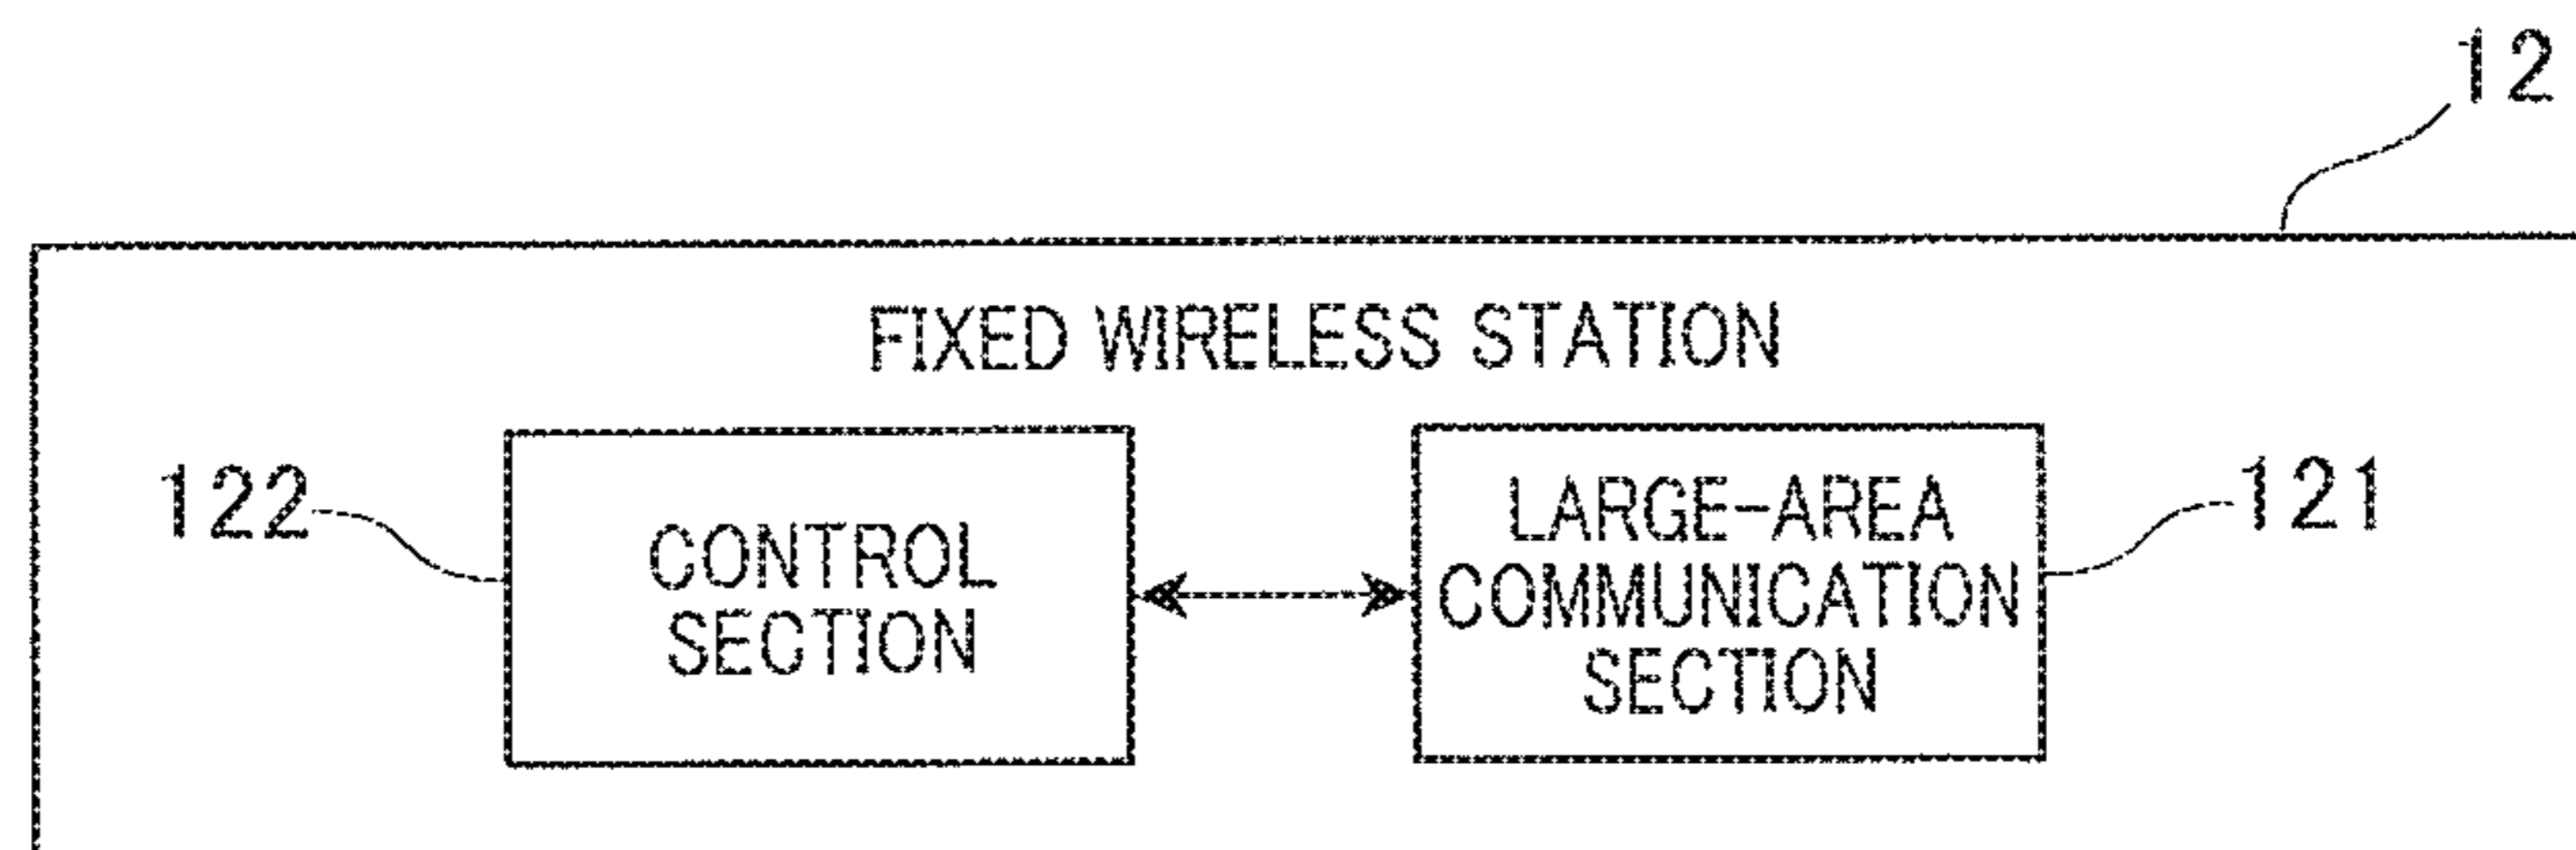 12
FIXED WIRELESS STATION
122
CONTROL
SECTION
LARGE-AREA
COMMUNICATION
SECTION
121